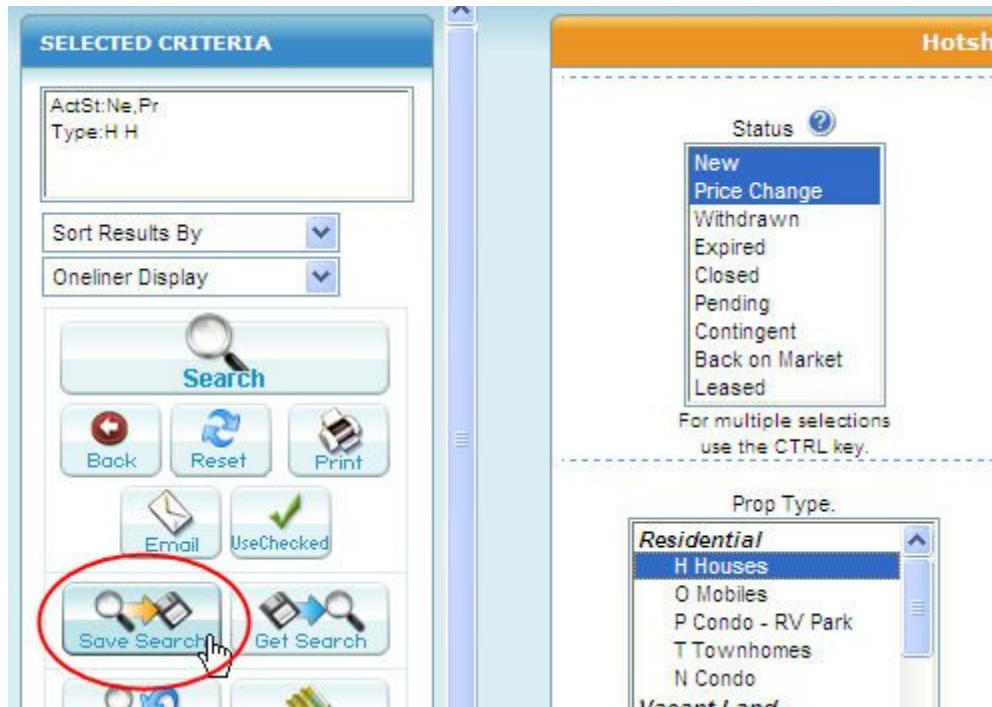 SELECTED CRITERIA
ActSt:Ne,Pr
Type:H H
Sort Results By
Oneliner Display
Search
Back
Reset
Print
Email
UseChecked
Save Search
Get Search
Hotsh
Status
New
Price Change
Withdrawn
Expired
Closed
Pending
Contingent
Back on Market
Leased
For multiple selections
use the CTRL key.
Prop Type.
Residential
H Houses
O Mobiles
P Condo - RV Park
T Townhomes
N Condo
Vacant Land